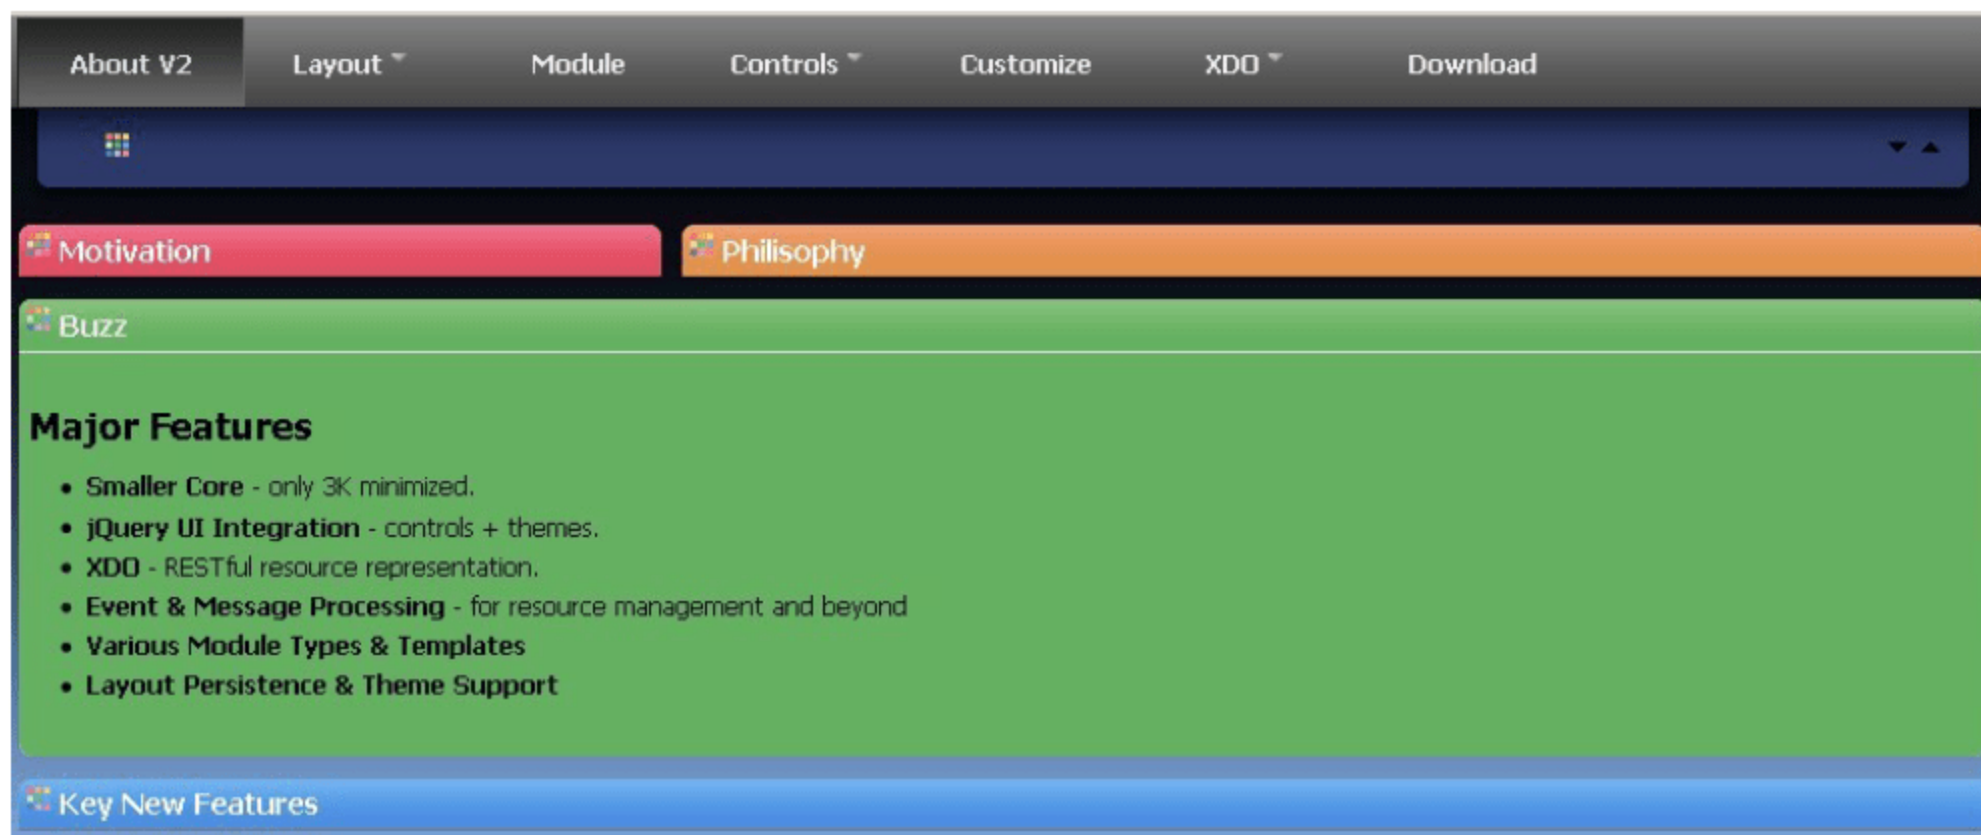 About V2 Layout Module Controls Customize XDO Download
Motivation Philisophy
Buzz
Major Features
• Smaller Core - only 3K minimized.
• jQuery UI Integration - controls + themes.
• XDO - RESTful resource representation.
• Event & Message Processing - for resource management and beyond
• Various Module Types & Templates
• Layout Persistence & Theme Support
Key New Features